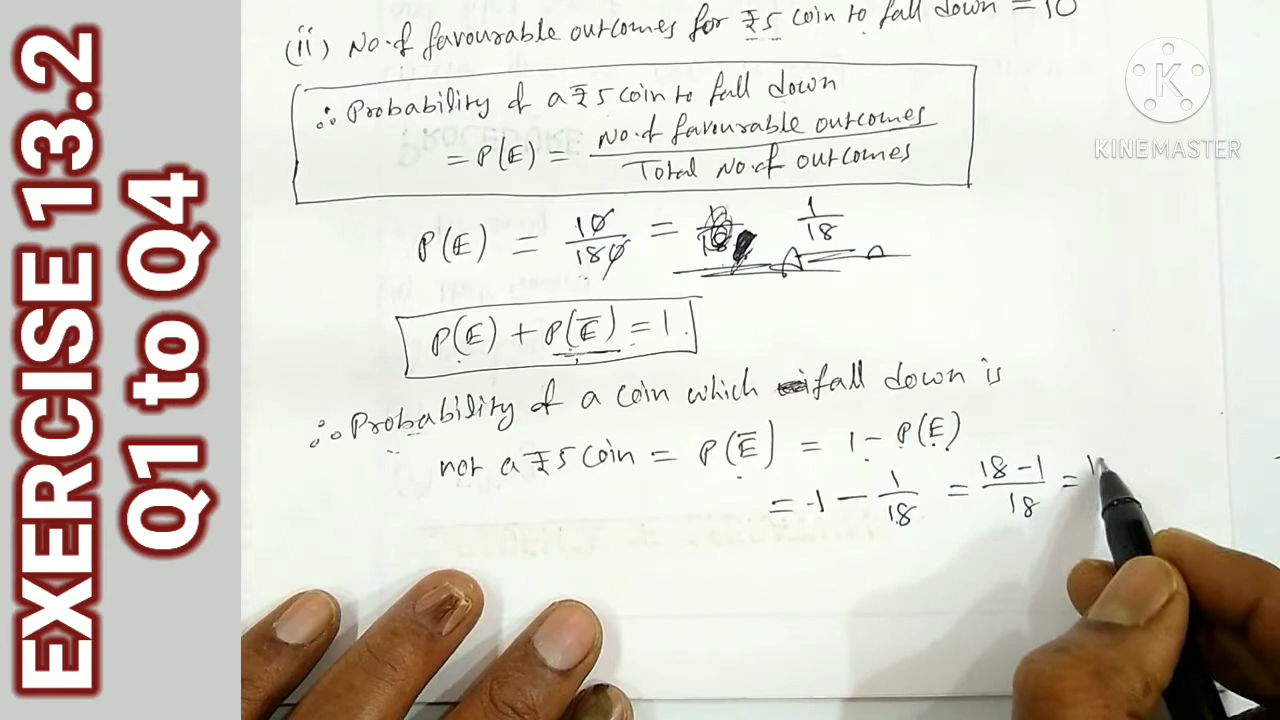 EXERCISE 13.2
Q1 to Q4
(ii) No. of favourable outcomes for ₹5 coin to fall down = 10
∴ Probability of a ₹5 coin to fall down
= P(E) = No. of favourable outcomes / Total No. of outcomes
P(E) = 10/180 = 1/18
P(E) + P(E̅) = 1.
∴ Probability of a coin which fall down is
not a ₹5 coin = P(E̅) = 1 - P(E)
= 1 - 1/18 = 18-1/18 = 1
K
KINEMASTER